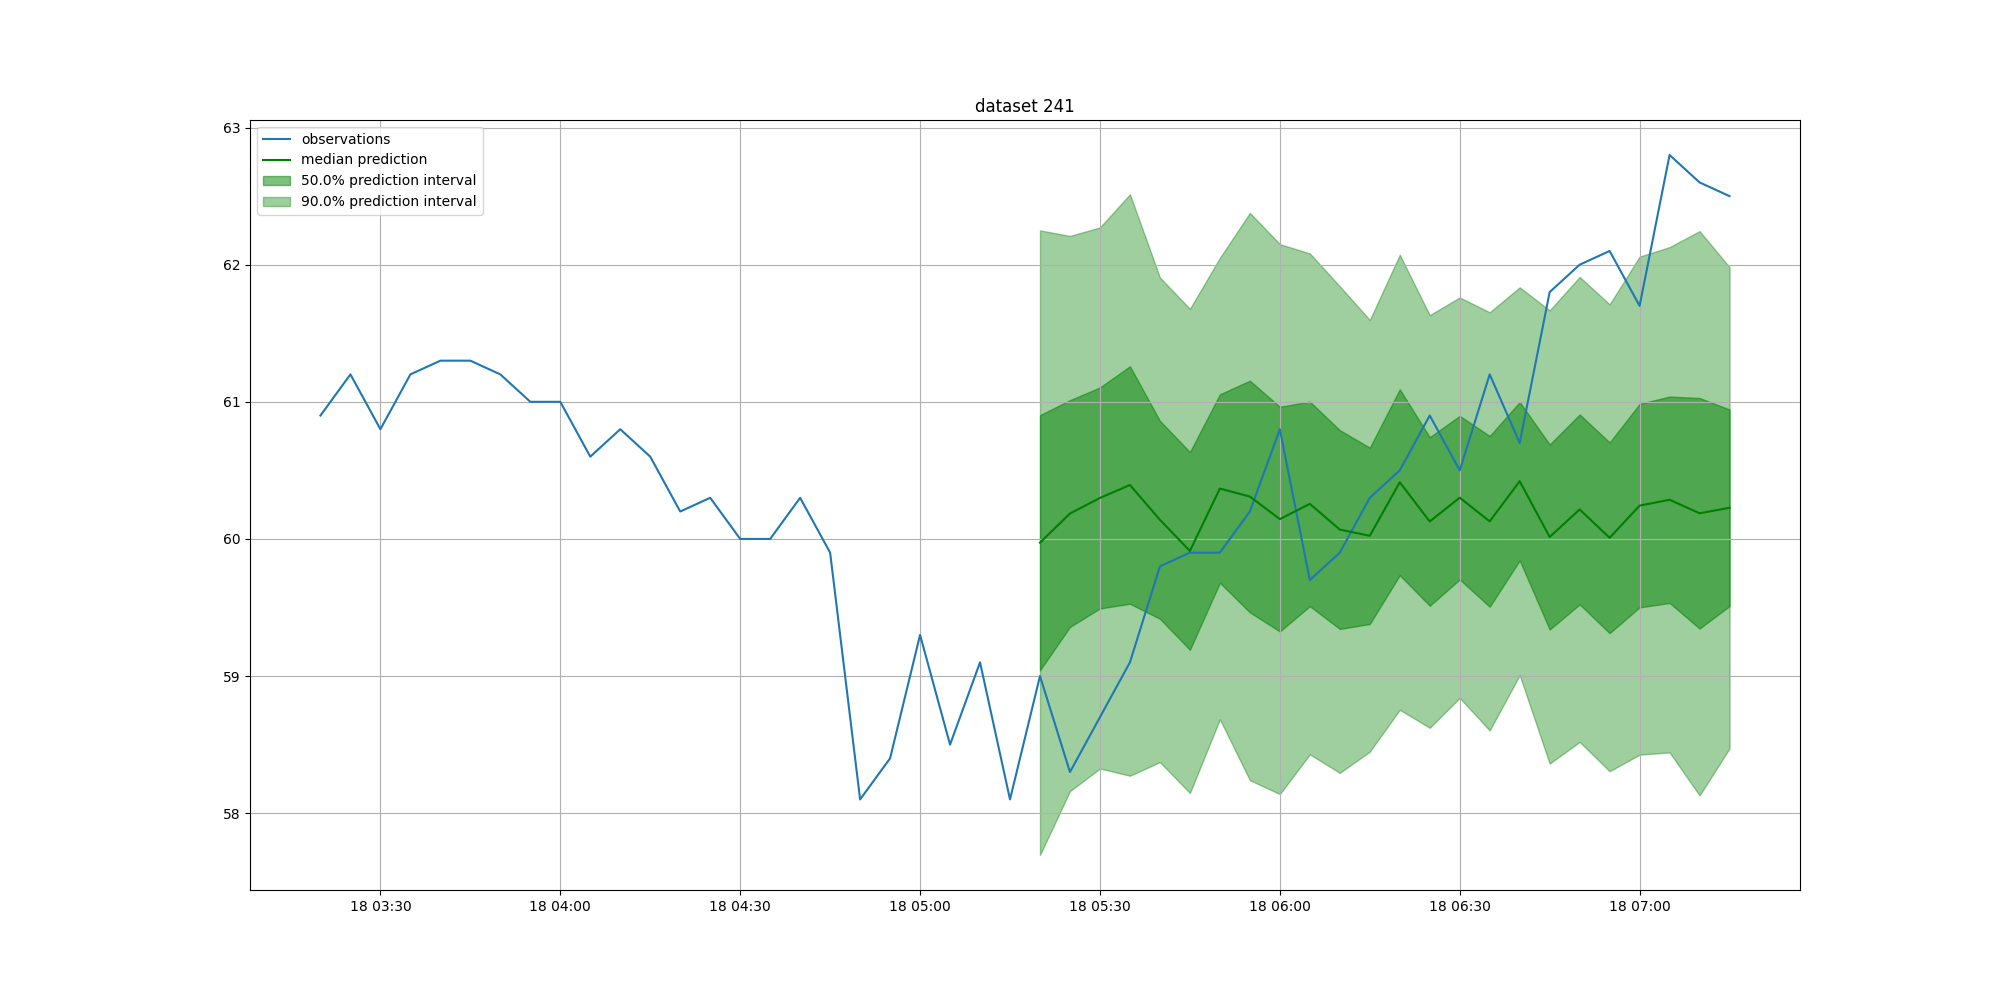 dataset 241
63
observations
median prediction
50.0% prediction interval
90.0% prediction interval
62
61
60
59
58
18 03:30 18 04:00 18 04:30 18 05:00 18 05:30 18 06:00 18 06:30 18 07:00